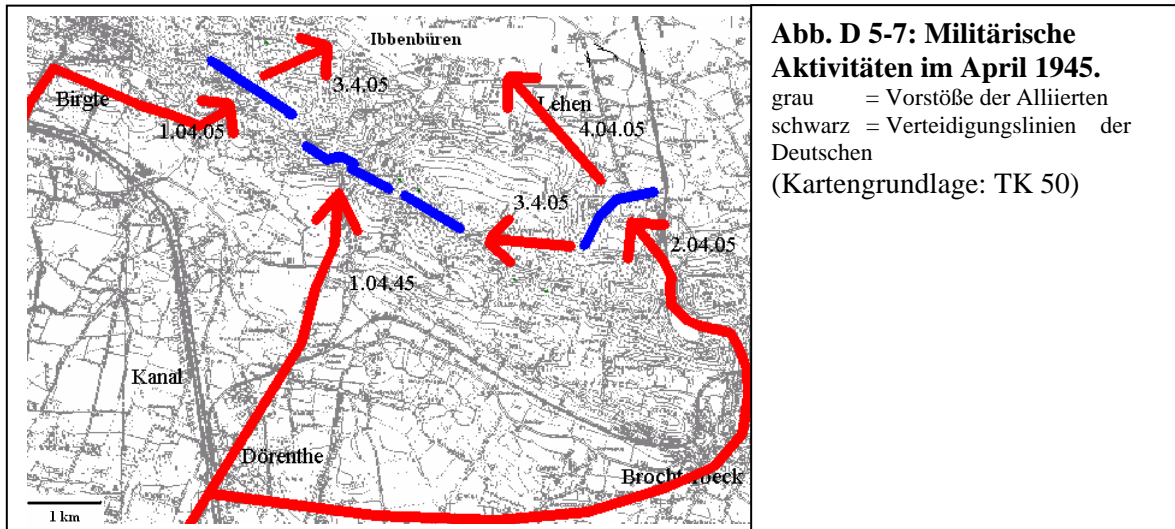 Ibbenbüren
3.4.05
Birgte
1.04.05
Lehen
4.04.05
3.4.05
2.04.05
1.04.45
Kanal
Dörenthe
1 km
Abb. D 5-7: Militärische
Aktivitäten im April 1945.
grau = Vorstöße der Alliierten
schwarz = Verteidigungslinien der
Deutschen
(Kartengrundlage: TK 50)